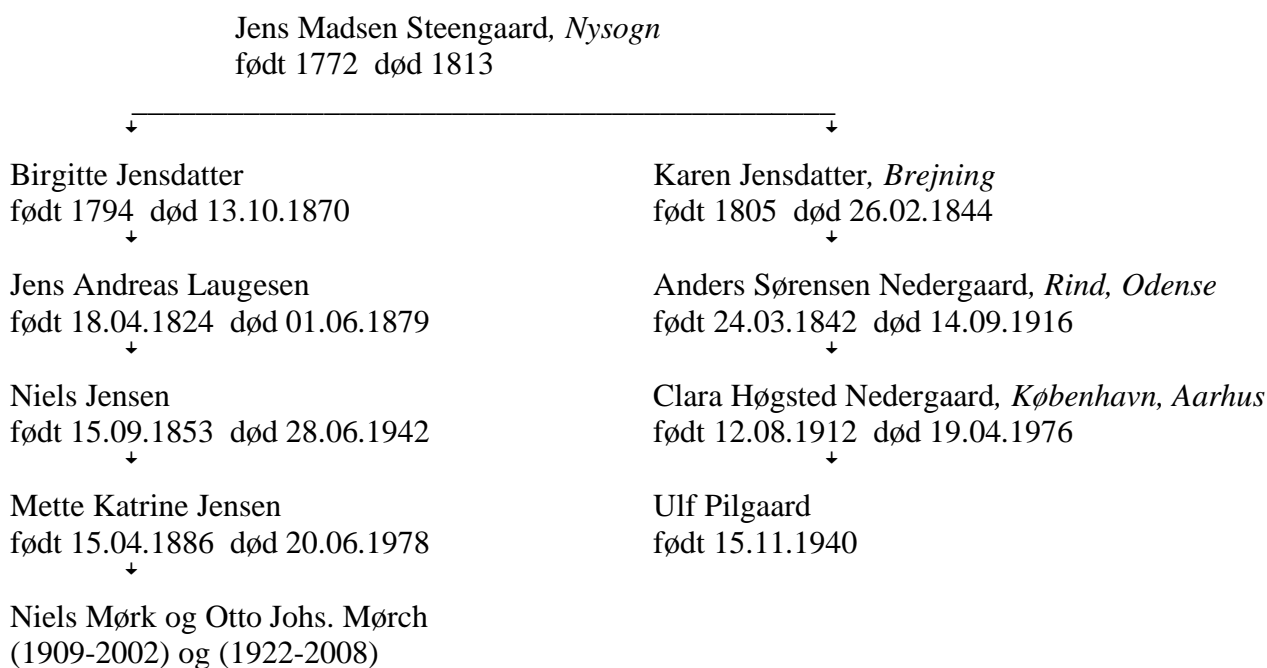 Jens Madsen Steengaard, Nysogn
født 1772 død 1813
Birgitte Jensdatter
født 1794 død 13.10.1870
Karen Jensdatter, Brejning
født 1805 død 26.02.1844
Jens Andreas Laugesen
født 18.04.1824 død 01.06.1879
Anders Sørensen Nedergaard, Rind, Odense
født 24.03.1842 død 14.09.1916
Niels Jensen
født 15.09.1853 død 28.06.1942
Clara Høgsted Nedergaard, København, Aarhus
født 12.08.1912 død 19.04.1976
Mette Katrine Jensen
født 15.04.1886 død 20.06.1978
Ulf Pilgaard
født 15.11.1940
Niels Mørk og Otto Johs. Mørch
(1909-2002) og (1922-2008)